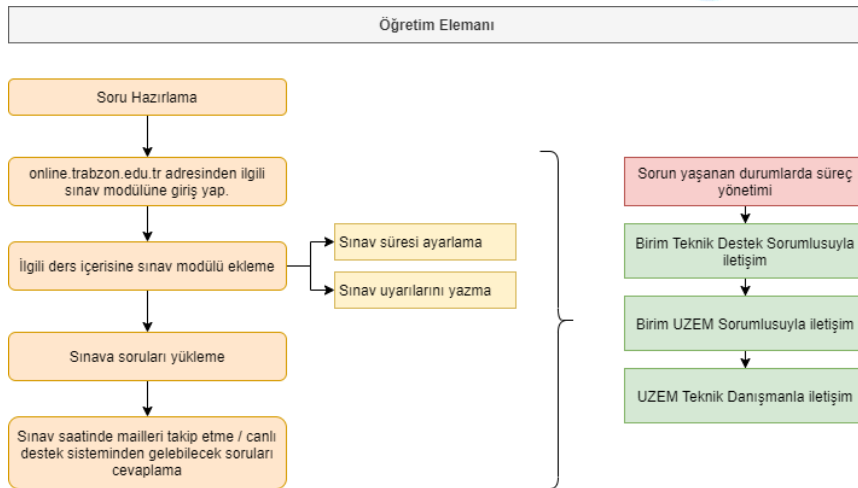 Öğretim Elemanı
Soru Hazırlama
online.trabzon.edu.tr adresinden ilgili
sınav modülüne giriş yap.
İlgili ders içerisine sınav modülü ekleme
Sınav süresi ayarlama
Sınav uyarılarını yazma
Sınava soruları yükleme
Sınav saatinde mailleri takip etme / canlı
destek sisteminden gelebilecek soruları
cevaplama
Sorun yaşanan durumlarda süreç
yönetimi
Birim Teknik Destek Sorumlusuyla
iletişim
Birim UZEM Sorumlusuyla iletişim
UZEM Teknik Danışmanla iletişim